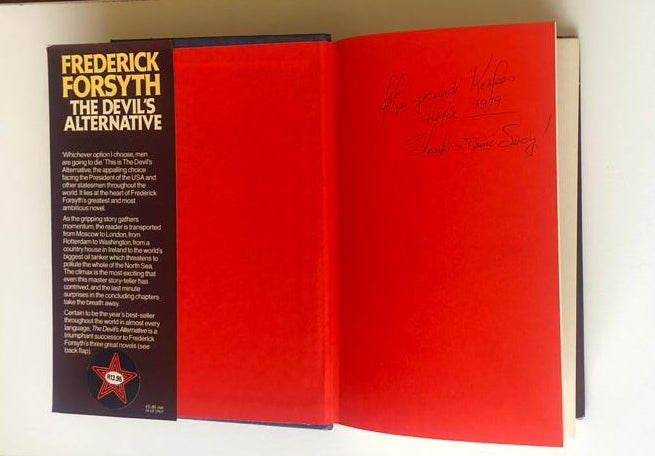 FREDERICK
FORSYTH
THE DEVIL'S
ALTERNATIVE
'Whichever option I choose, men
are going to die.' This is The Devil's
Alternative, the appalling choice
facing the President of the USA and
other statesmen throughout the
world. It lies at the heart of Frederick
Forsyth's greatest and most
ambitious novel.
As the gripping story gathers
momentum, the reader is transported
from Moscow to London, from
Rotterdam to Washington, from a
country house in Ireland to the world's
biggest oil tanker which threatens to
pollute the whole of the North Sea.
The climax is the most exciting that
even this master story-teller has
contrived, and the last minute
surprises in the concluding chapters
take the breath away.
Certain to be the year's best-seller
throughout the world in almost every
language, The Devil's Alternative is a
triumphant successor to Frederick
Forsyth's three great novels (see
back flap).
R13.95
£5.95 net
1979